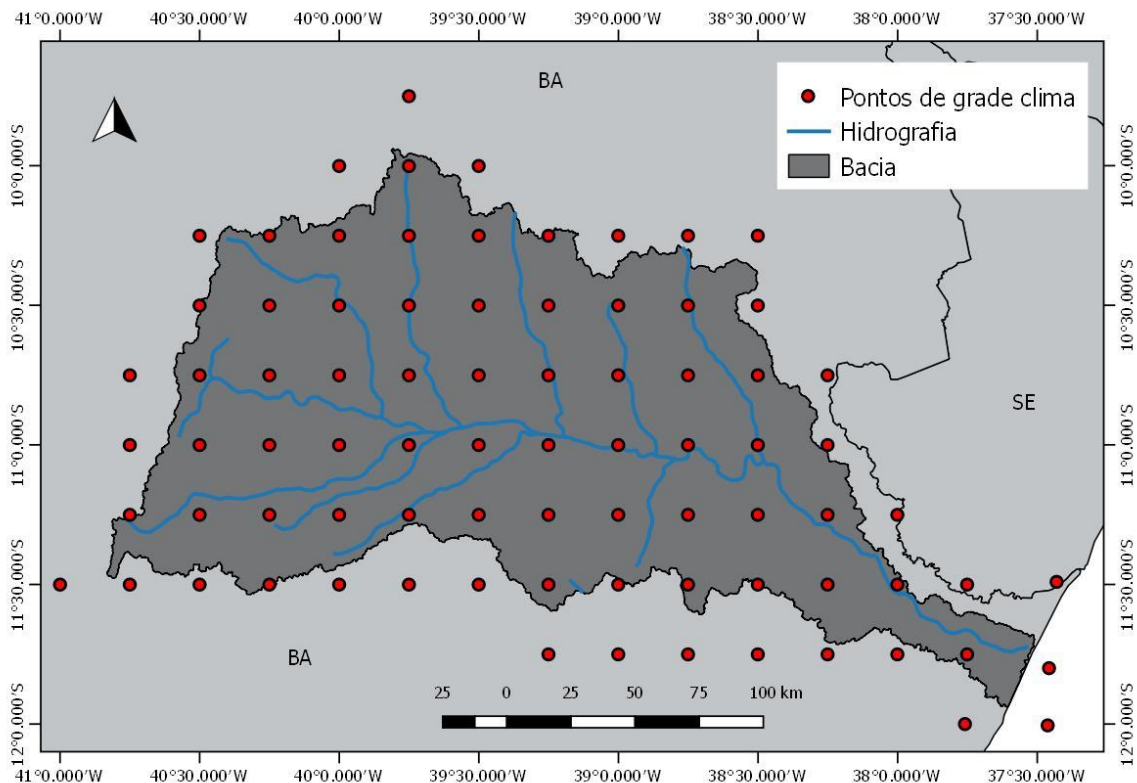 41°0.000'W 40°30.000'W 40°0.000'W 39°30.000'W 39°0.000'W 38°30.000'W 38°0.000'W 37°30.000'W
BA
Pontos de grade clima
Hidrografia
Bacia
10°0.000'S 10°0.000'S
10°30.000'S 10°30.000'S
SE
11°0.000'S 11°0.000'S
11°30.000'S 11°30.000'S
BA
25 0 25 50 75 100 km
12°0.000'S 12°0.000'S
41°0.000'W 40°30.000'W 40°0.000'W 39°30.000'W 39°0.000'W 38°30.000'W 38°0.000'W 37°30.000'W